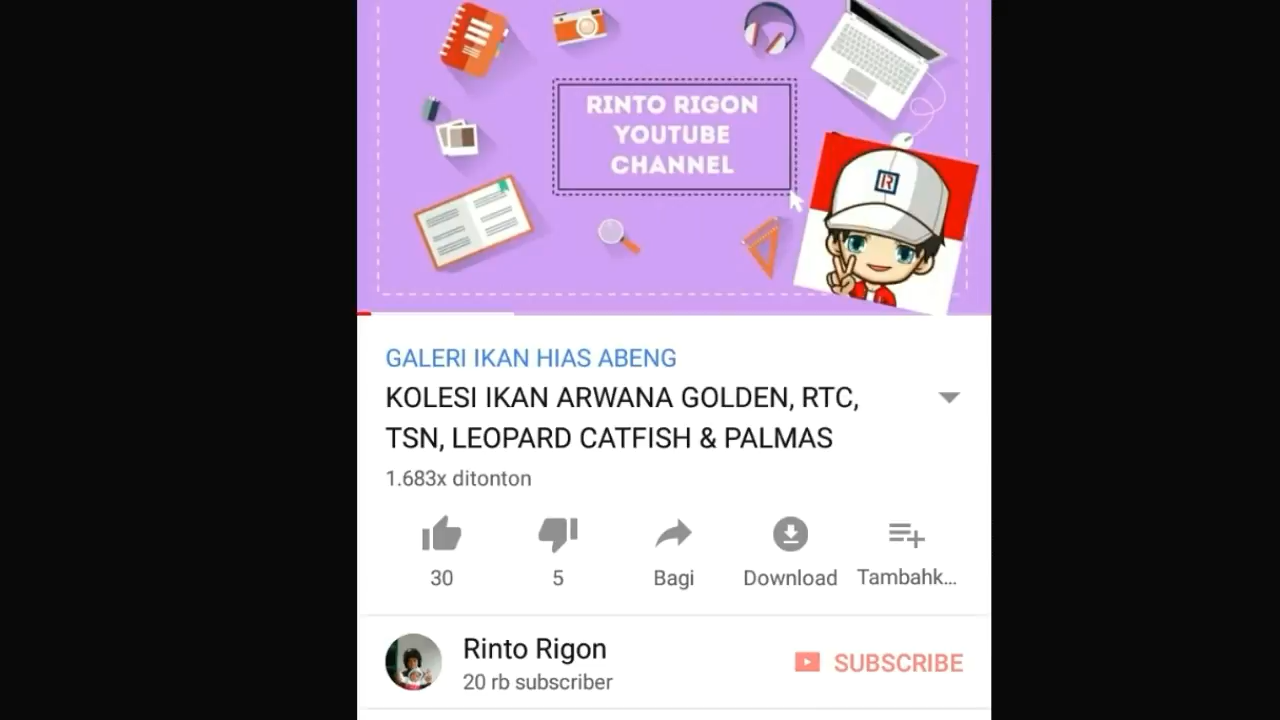 RINTO RIGON
YOUTUBE
CHANNEL
R
GALERI IKAN HIAS ABENG
KOLESI IKAN ARWANA GOLDEN, RTC,
TSN, LEOPARD CATFISH & PALMAS
1.683x ditonton
30
5
Bagi
Download
Tambahk...
Rinto Rigon
20 rb subscriber
SUBSCRIBE